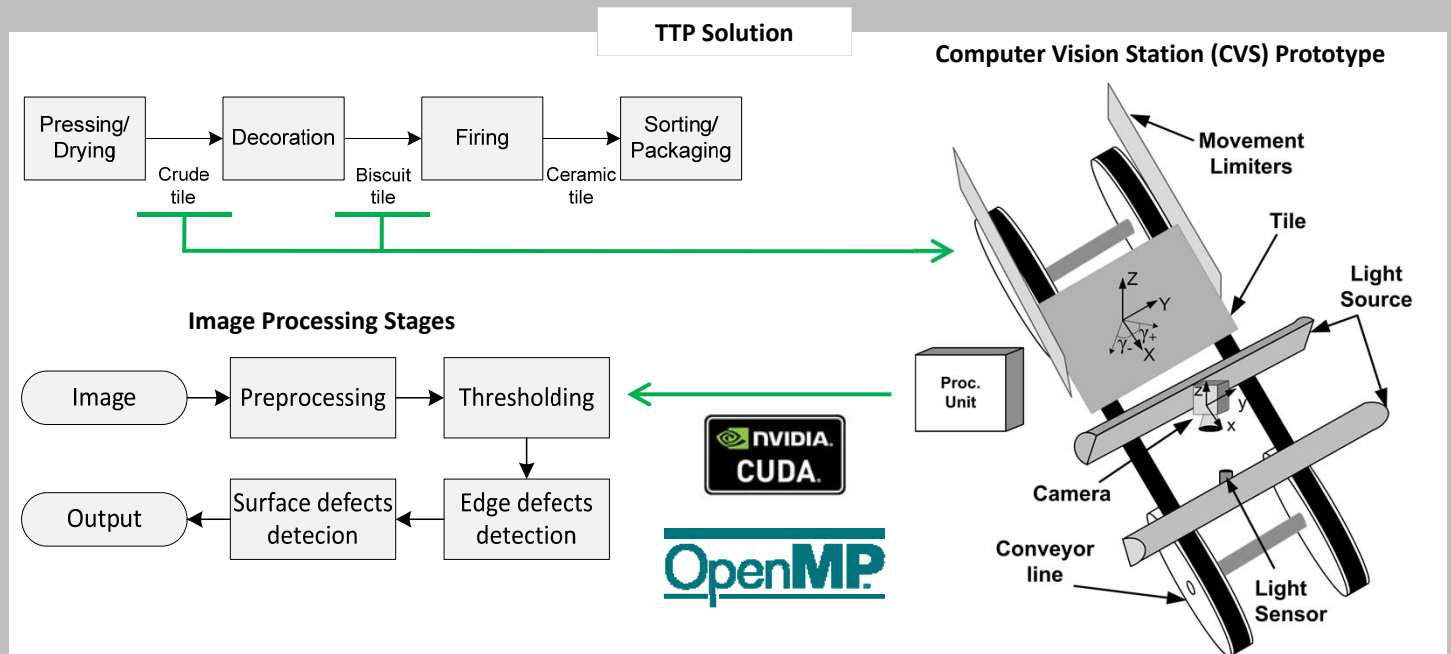 TTP Solution
Computer Vision Station (CVS) Prototype
Pressing/
Drying
Decoration
Firing
Sorting/
Packaging
Crude
tile
Biscuit
tile
Ceramic
tile
Movement
Limiters
Tile
Light
Source
Z
Y
X
γ-
γ+
Image Processing Stages
Image
Preprocessing
Thresholding
Proc.
Unit
z
y
x
NVIDIA.
CUDA.
Camera
Output
Surface defects
detecion
Edge defects
detection
OpenMP.
Conveyor
line
Light
Sensor